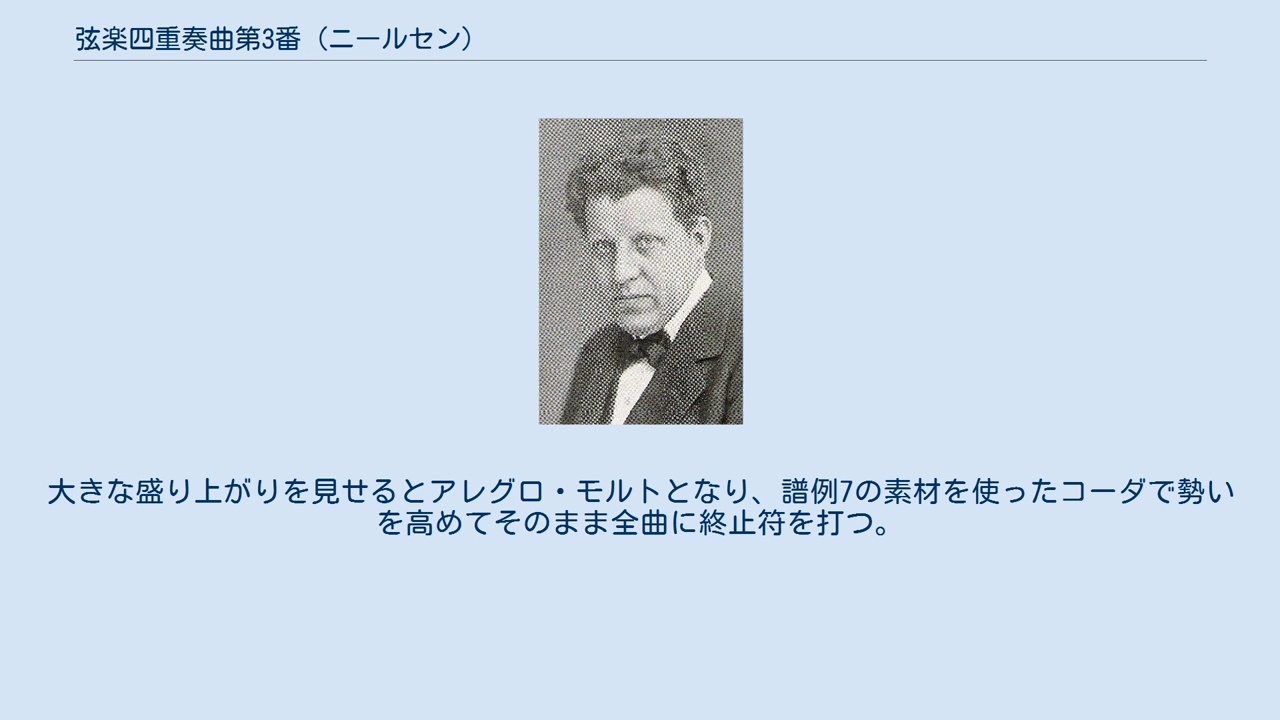 弦楽四重奏曲第3番（ニールセン）
大きな盛り上がりを見せるとアレグロ・モルトとなり、譜例7の素材を使ったコーダで勢い
を高めてそのまま全曲に終止符を打つ。